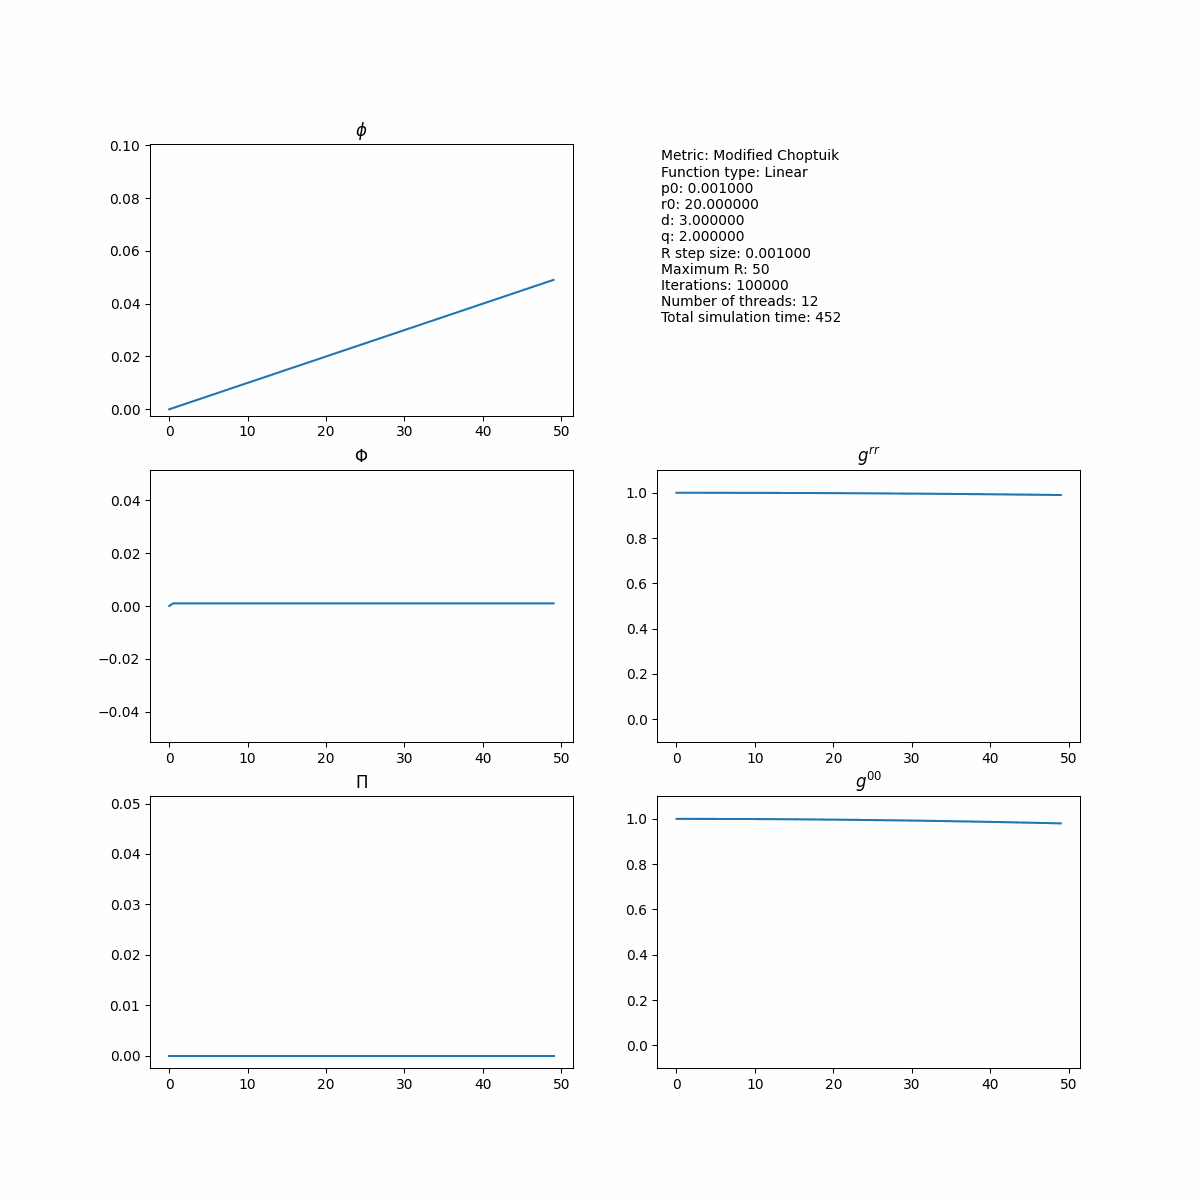 ϕ
0.10
0.08
0.06
0.04
0.02
0.00
0 10 20 30 40 50
Metric: Modified Choptuik
Function type: Linear
p0: 0.001000
r0: 20.000000
d: 3.000000
q: 2.000000
R step size: 0.001000
Maximum R: 50
Iterations: 100000
Number of threads: 12
Total simulation time: 452
Φ
0.04
0.02
0.00
−0.02
−0.04
0 10 20 30 40 50
g^{rr}
1.0
0.8
0.6
0.4
0.2
0.0
0 10 20 30 40 50
Π
0.05
0.04
0.03
0.02
0.01
0.00
0 10 20 30 40 50
g^{00}
1.0
0.8
0.6
0.4
0.2
0.0
0 10 20 30 40 50